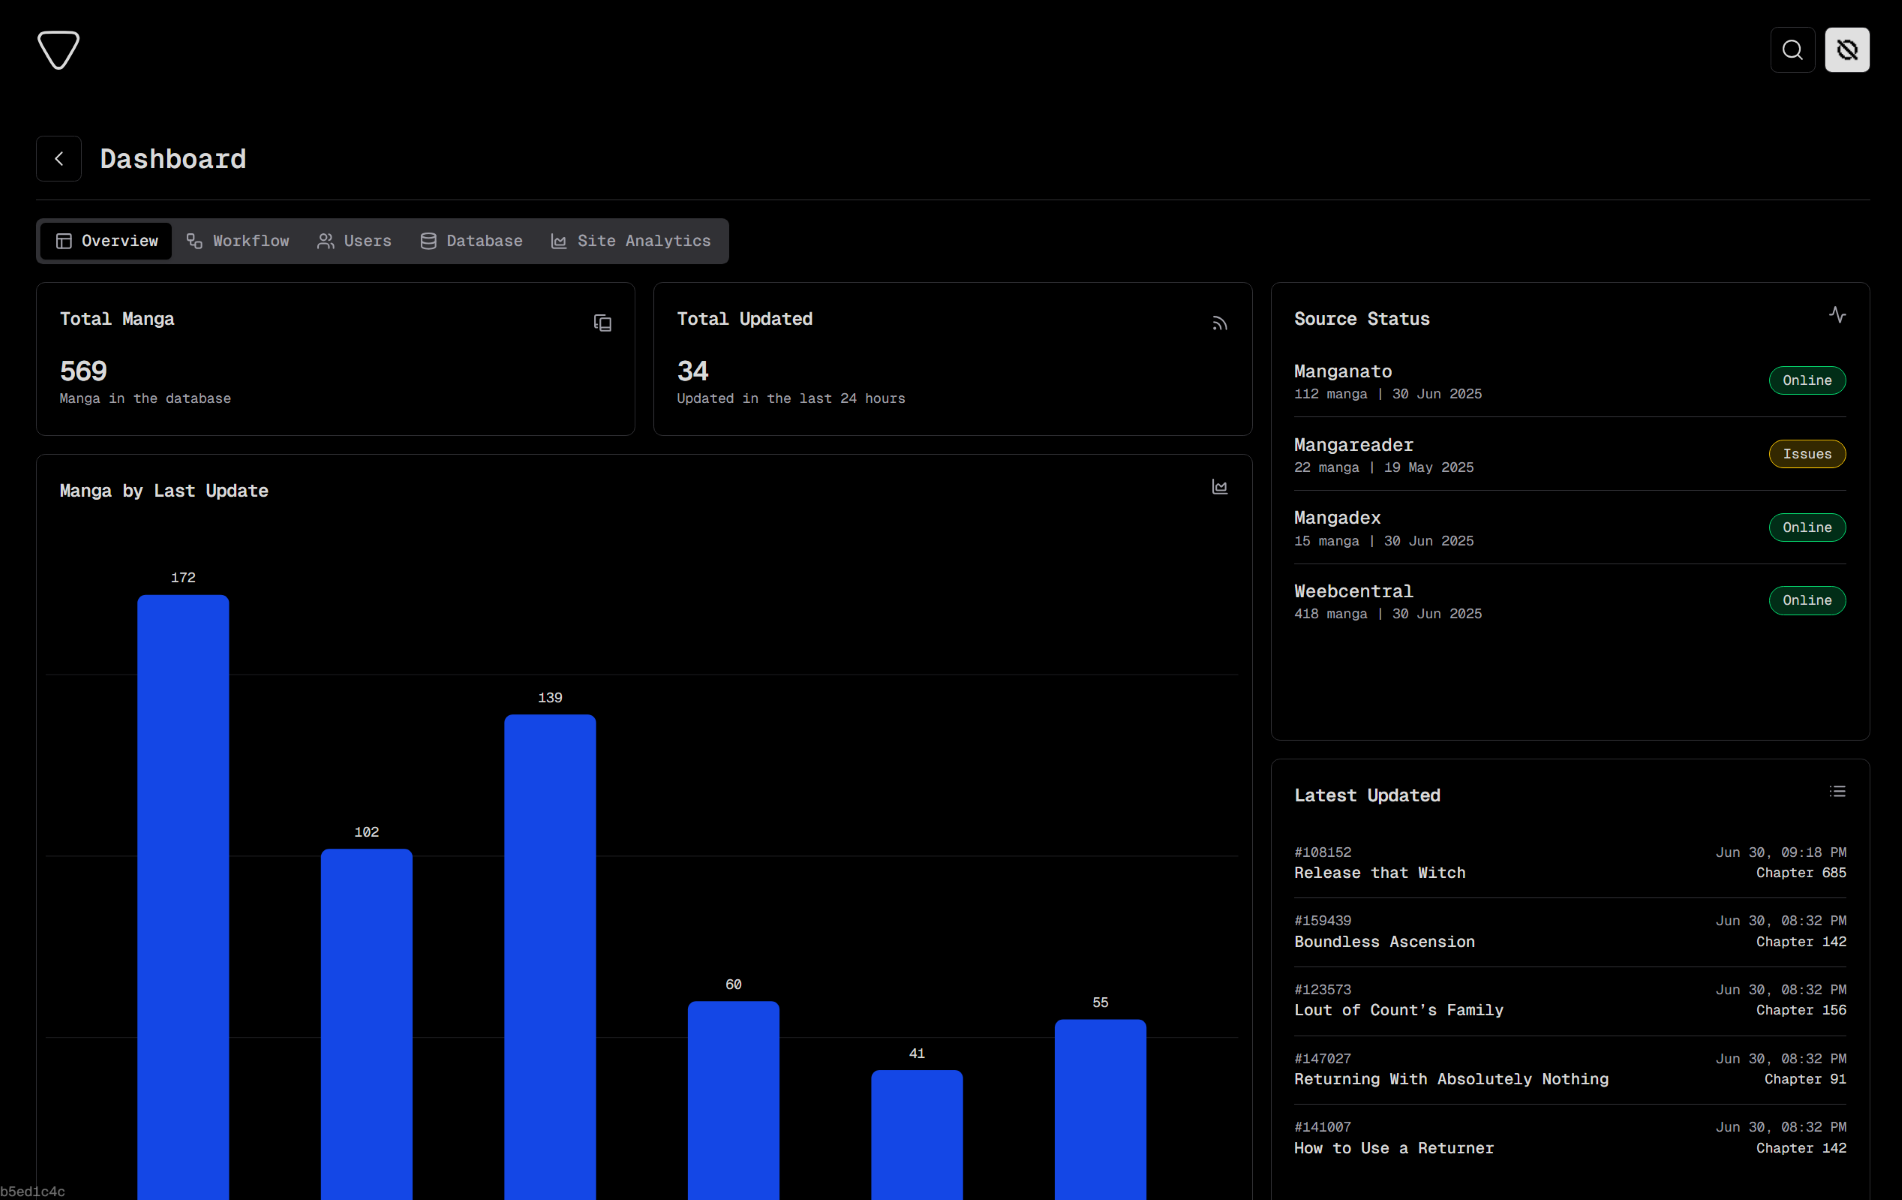 Dashboard
Overview Workflow Users Database Site Analytics
Total Manga
569
Manga in the database
Total Updated
34
Updated in the last 24 hours
Manga by Last Update
172
102
139
60
41
55
Source Status
Manganato
112 manga | 30 Jun 2025
Online
Mangareader
22 manga | 19 May 2025
Issues
Mangadex
15 manga | 30 Jun 2025
Online
Weebcentral
418 manga | 30 Jun 2025
Online
Latest Updated
#108152 Jun 30, 09:18 PM
Release that Witch Chapter 685
#159439 Jun 30, 08:32 PM
Boundless Ascension Chapter 142
#123573 Jun 30, 08:32 PM
Lout of Count's Family Chapter 156
#147027 Jun 30, 08:32 PM
Returning With Absolutely Nothing Chapter 91
#141007 Jun 30, 08:32 PM
How to Use a Returner Chapter 142
b5ed1c4c